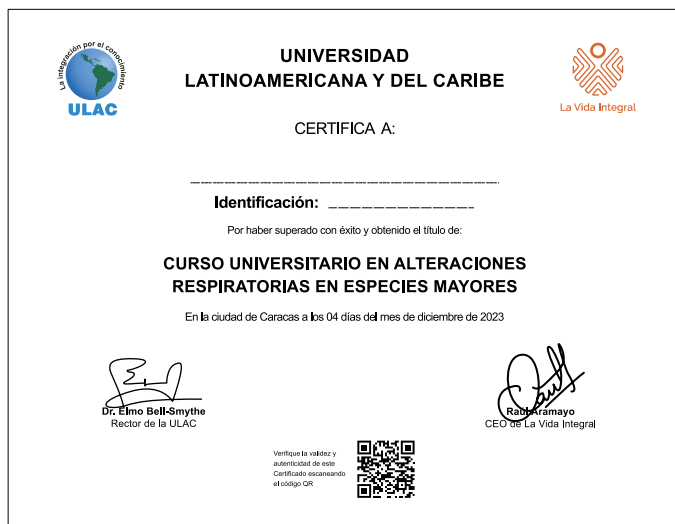 La integración por el conocimiento
ULAC
UNIVERSIDAD
LATINOAMERICANA Y DEL CARIBE
La Vida Integral
CERTIFICA A:
Identificación:
Por haber superado con éxito y obtenido el título de:
CURSO UNIVERSITARIO EN ALTERACIONES
RESPIRATORIAS EN ESPECIES MAYORES
En la ciudad de Caracas a los 04 días del mes de diciembre de 2023
Dr. Elmo Bell-Smythe
Rector de la ULAC
Raúl Aramayo
CEO de La Vida Integral
Verifique la validez y
autenticidad de este
Certificado escaneando
el código QR